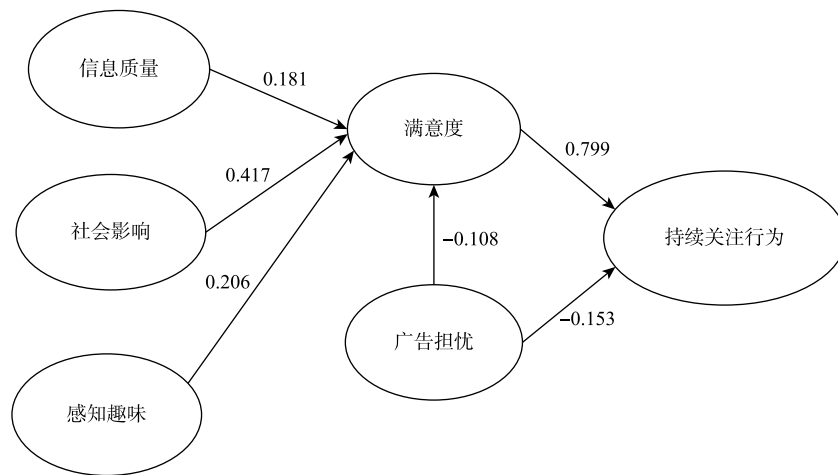 信息质量
0.181
满意度
0.799
社会影响
0.417
持续关注行为
−0.108
0.206
−0.153
广告担忧
感知趣味